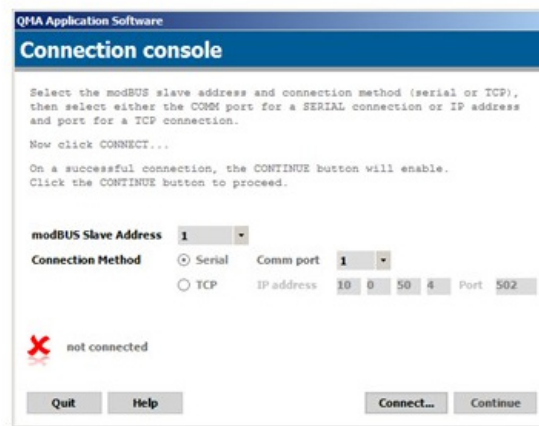 QMA Application Software
Connection console
Select the modBUS slave address and connection method (serial or TCP),
then select either the COMM port for a SERIAL connection or IP address
and port for a TCP connection.
Now click CONNECT...
On a successful connection, the CONTINUE button will enable.
Click the CONTINUE button to proceed.
modBUS Slave Address 1
Connection Method Serial Comm port 1
TCP IP address 10 0 50 4 Port 502
not connected
Quit Help Connect... Continue